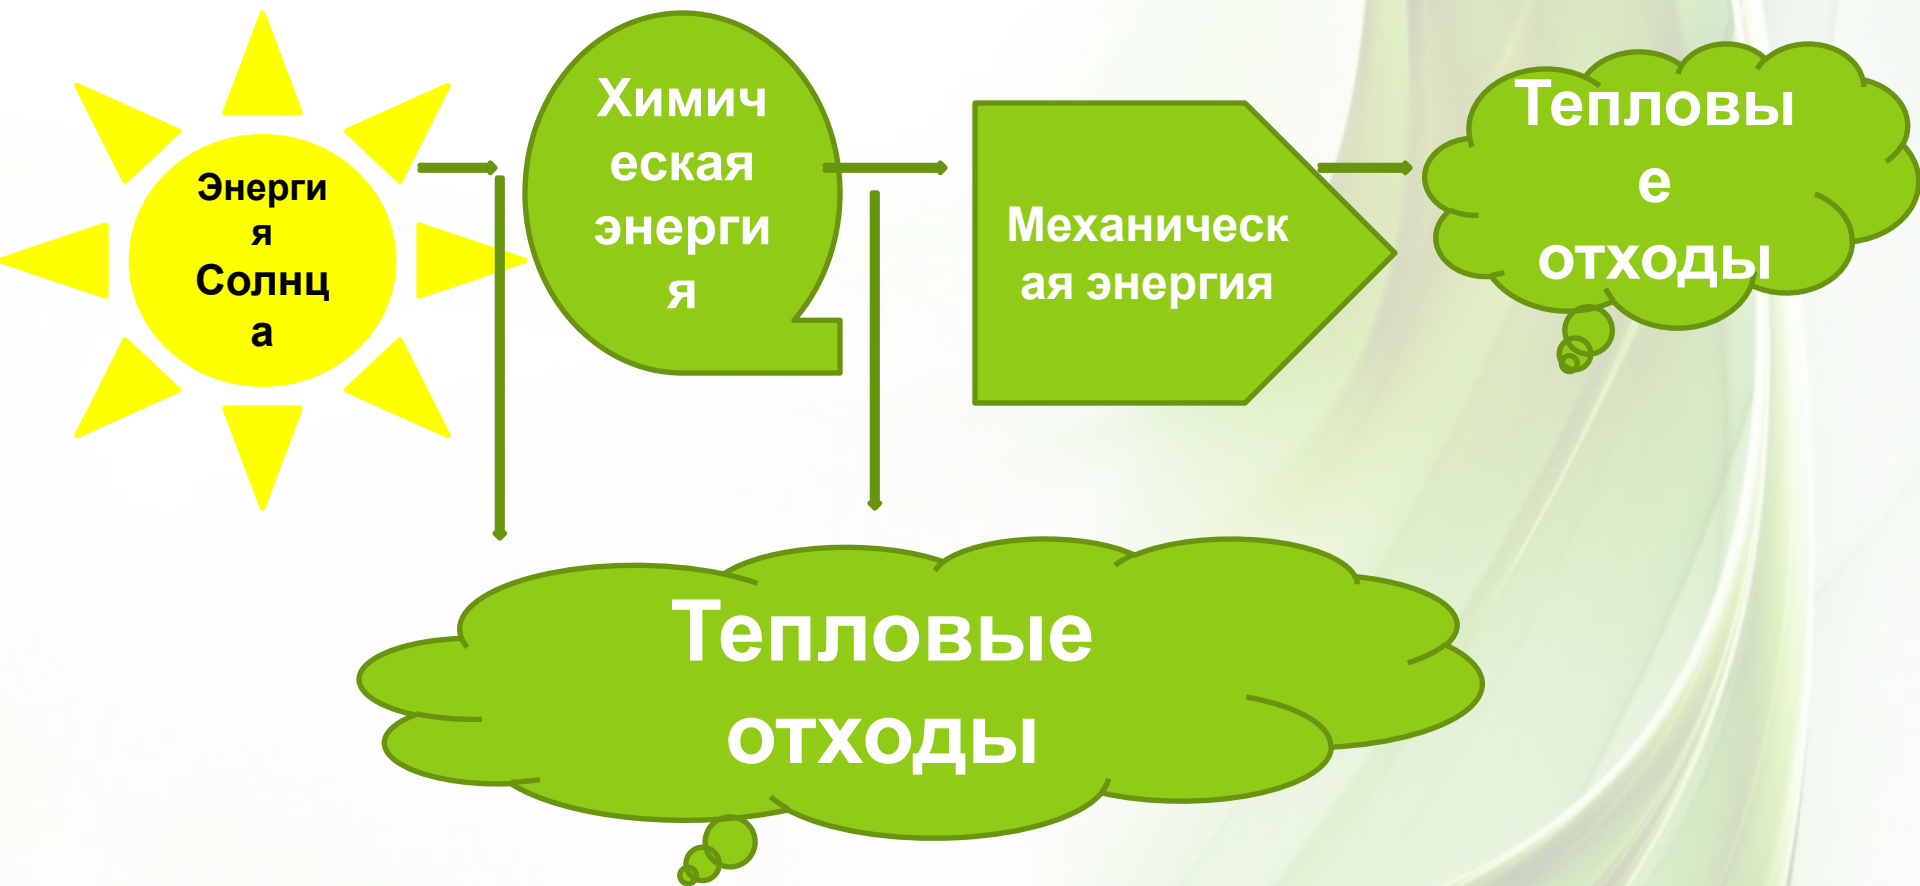 Энерги
я
Солнц
а
Химич
еская
энерги
я
Механическ
ая энергия
Тепловы
е
отходы
Тепловые
отходы